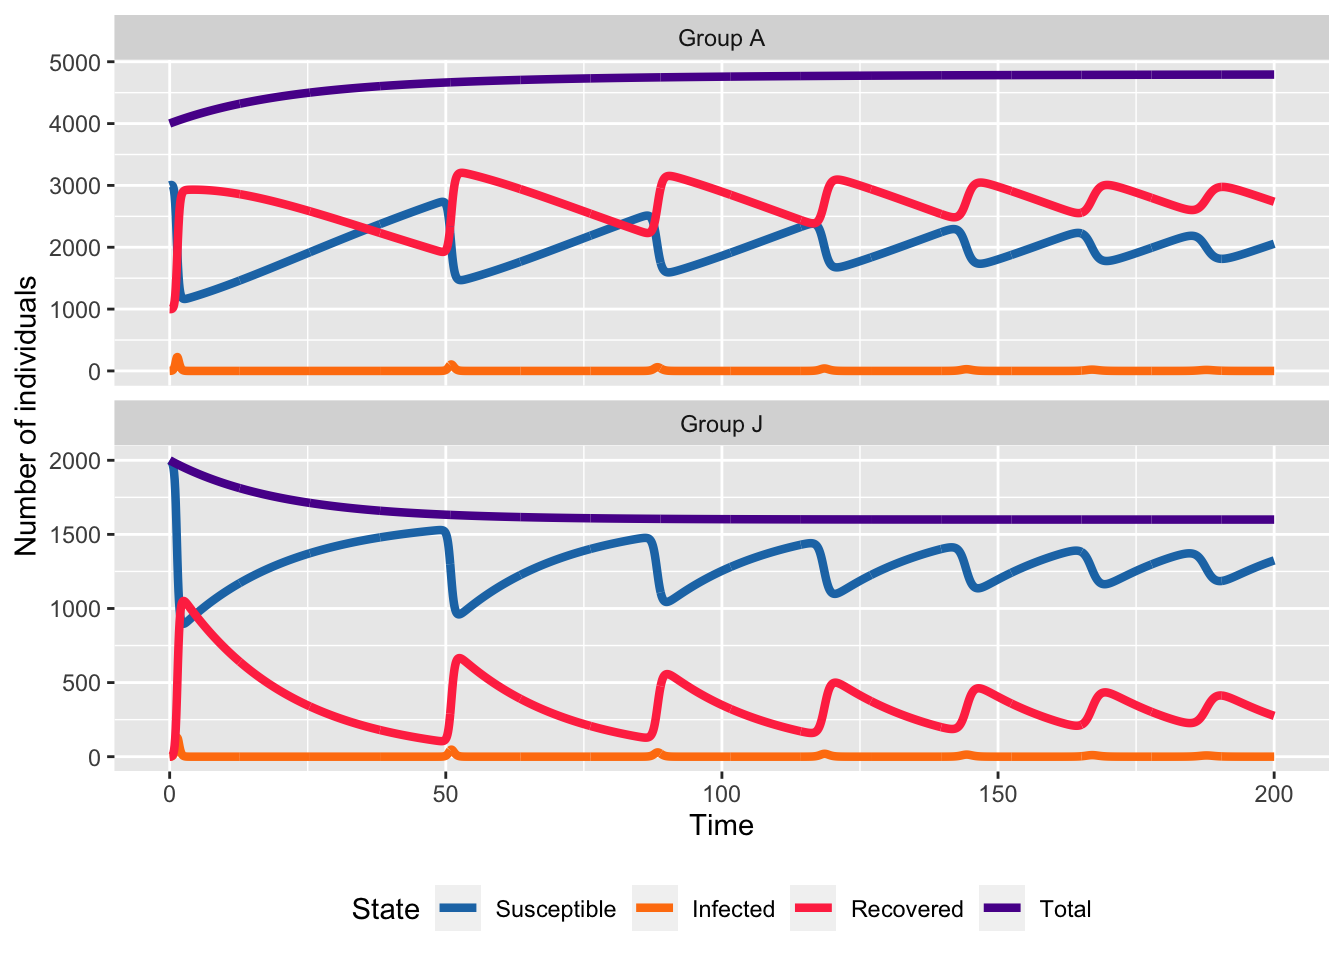 Group A
5000
4000
3000
2000
1000
0
Group J
2000
1500
1000
500
0
Number of individuals
0 50 100 150 200
Time
State Susceptible Infected Recovered Total